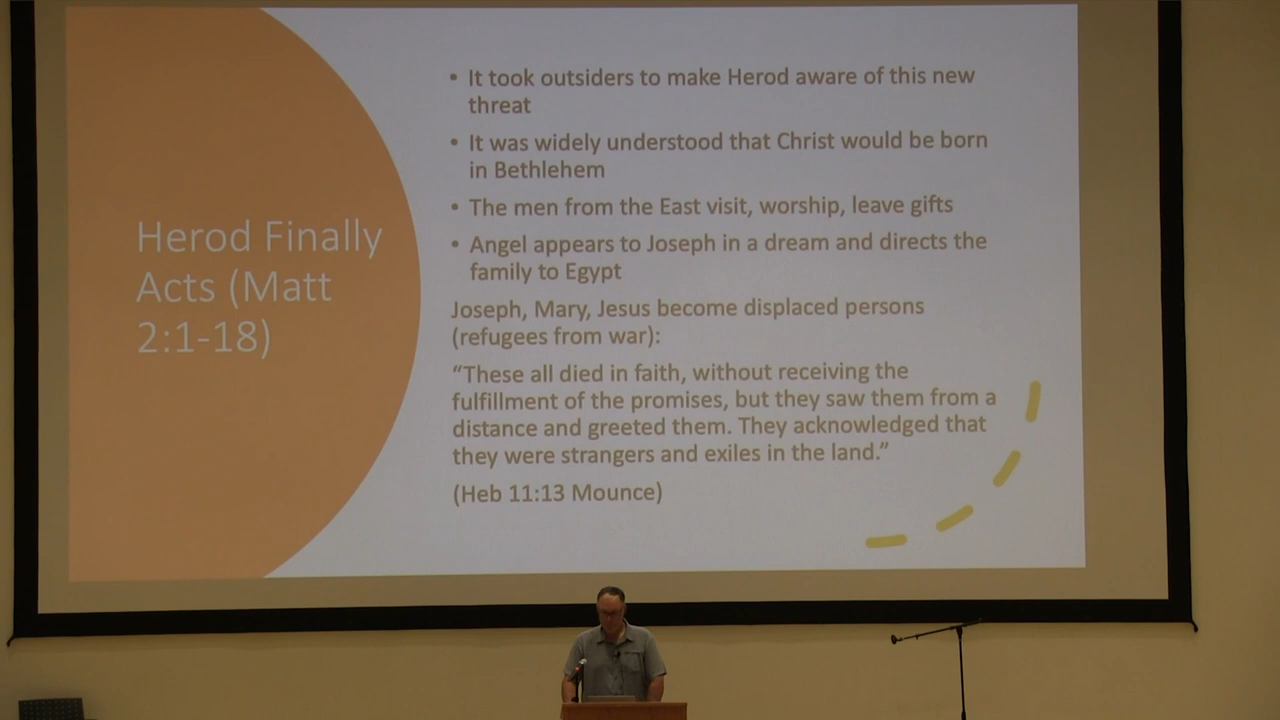 Herod Finally
Acts (Matt
2:1-18)
• It took outsiders to make Herod aware of this new
threat
• It was widely understood that Christ would be born
in Bethlehem
• The men from the East visit, worship, leave gifts
• Angel appears to Joseph in a dream and directs the
family to Egypt
Joseph, Mary, Jesus become displaced persons
(refugees from war):
“These all died in faith, without receiving the
fulfillment of the promises, but they saw them from a
distance and greeted them. They acknowledged that
they were strangers and exiles in the land.”
(Heb 11:13 Mounce)